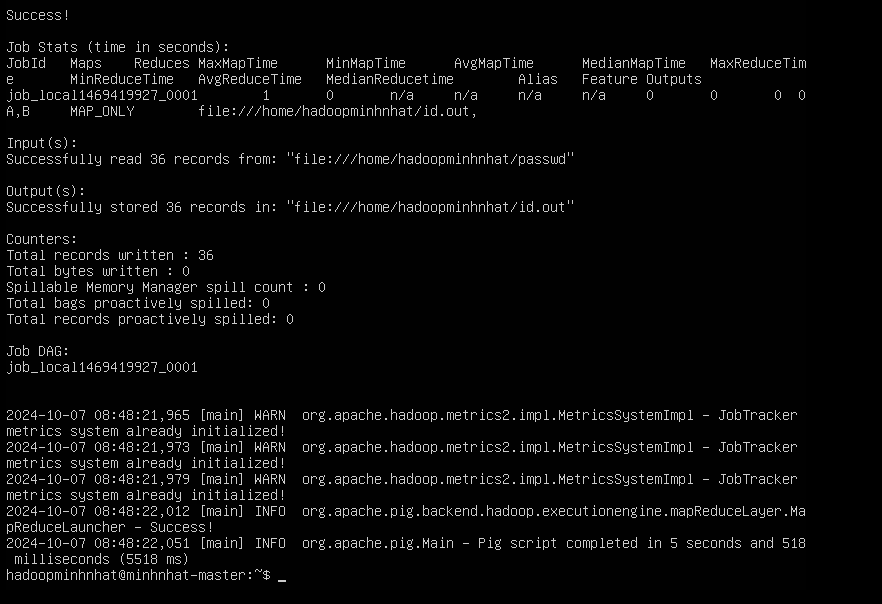 Success!
Job Stats (time in seconds):
JobId   Maps    Reduces MaxMapTime      MinMapTime      AvgMapTime      MedianMapTime   MaxReduceTim
e       MinReduceTime   AvgReduceTime   MedianReducetime        Alias   Feature Outputs
job_local1469419927_0001        1       0       n/a     n/a     n/a     n/a     0       0       0  0
A,B     MAP_ONLY        file:///home/hadoopminhnhat/id.out,
Input(s):
Successfully read 36 records from: "file:///home/hadoopminhnhat/passwd"
Output(s):
Successfully stored 36 records in: "file:///home/hadoopminhnhat/id.out"
Counters:
Total records written : 36
Total bytes written : 0
Spillable Memory Manager spill count : 0
Total bags proactively spilled: 0
Total records proactively spilled: 0
Job DAG:
job_local1469419927_0001
2024-10-07 08:48:21,965 [main] WARN  org.apache.hadoop.metrics2.impl.MetricsSystemImpl - JobTracker
metrics system already initialized!
2024-10-07 08:48:21,973 [main] WARN  org.apache.hadoop.metrics2.impl.MetricsSystemImpl - JobTracker
metrics system already initialized!
2024-10-07 08:48:21,979 [main] WARN  org.apache.hadoop.metrics2.impl.MetricsSystemImpl - JobTracker
metrics system already initialized!
2024-10-07 08:48:22,012 [main] INFO  org.apache.pig.backend.hadoop.executionengine.mapReduceLayer.Ma
pReduceLauncher - Success!
2024-10-07 08:48:22,051 [main] INFO  org.apache.pig.Main - Pig script completed in 5 seconds and 518
 milliseconds (5518 ms)
hadoopminhnhat@minhnhat-master:~$ _